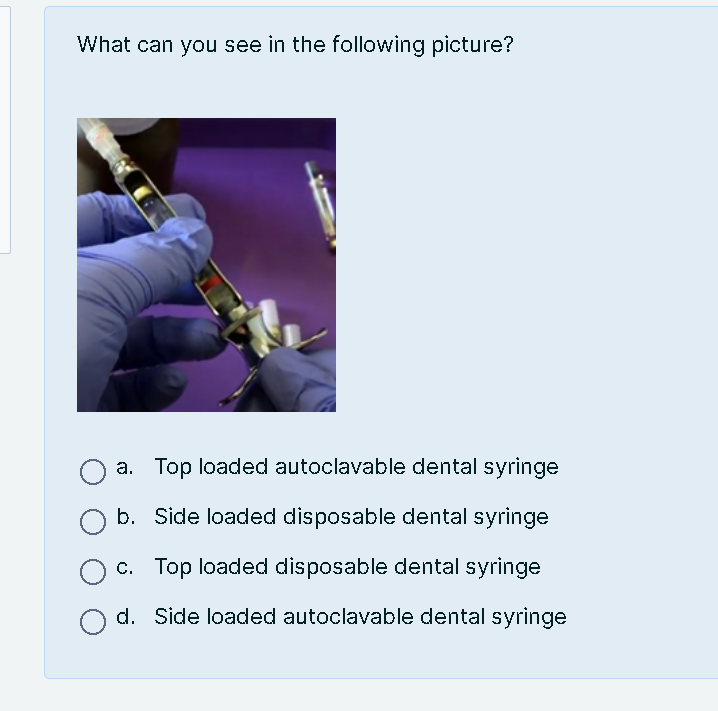 What can you see in the following picture?
a. Top loaded autoclavable dental syringe
b. Side loaded disposable dental syringe
c. Top loaded disposable dental syringe
d. Side loaded autoclavable dental syringe